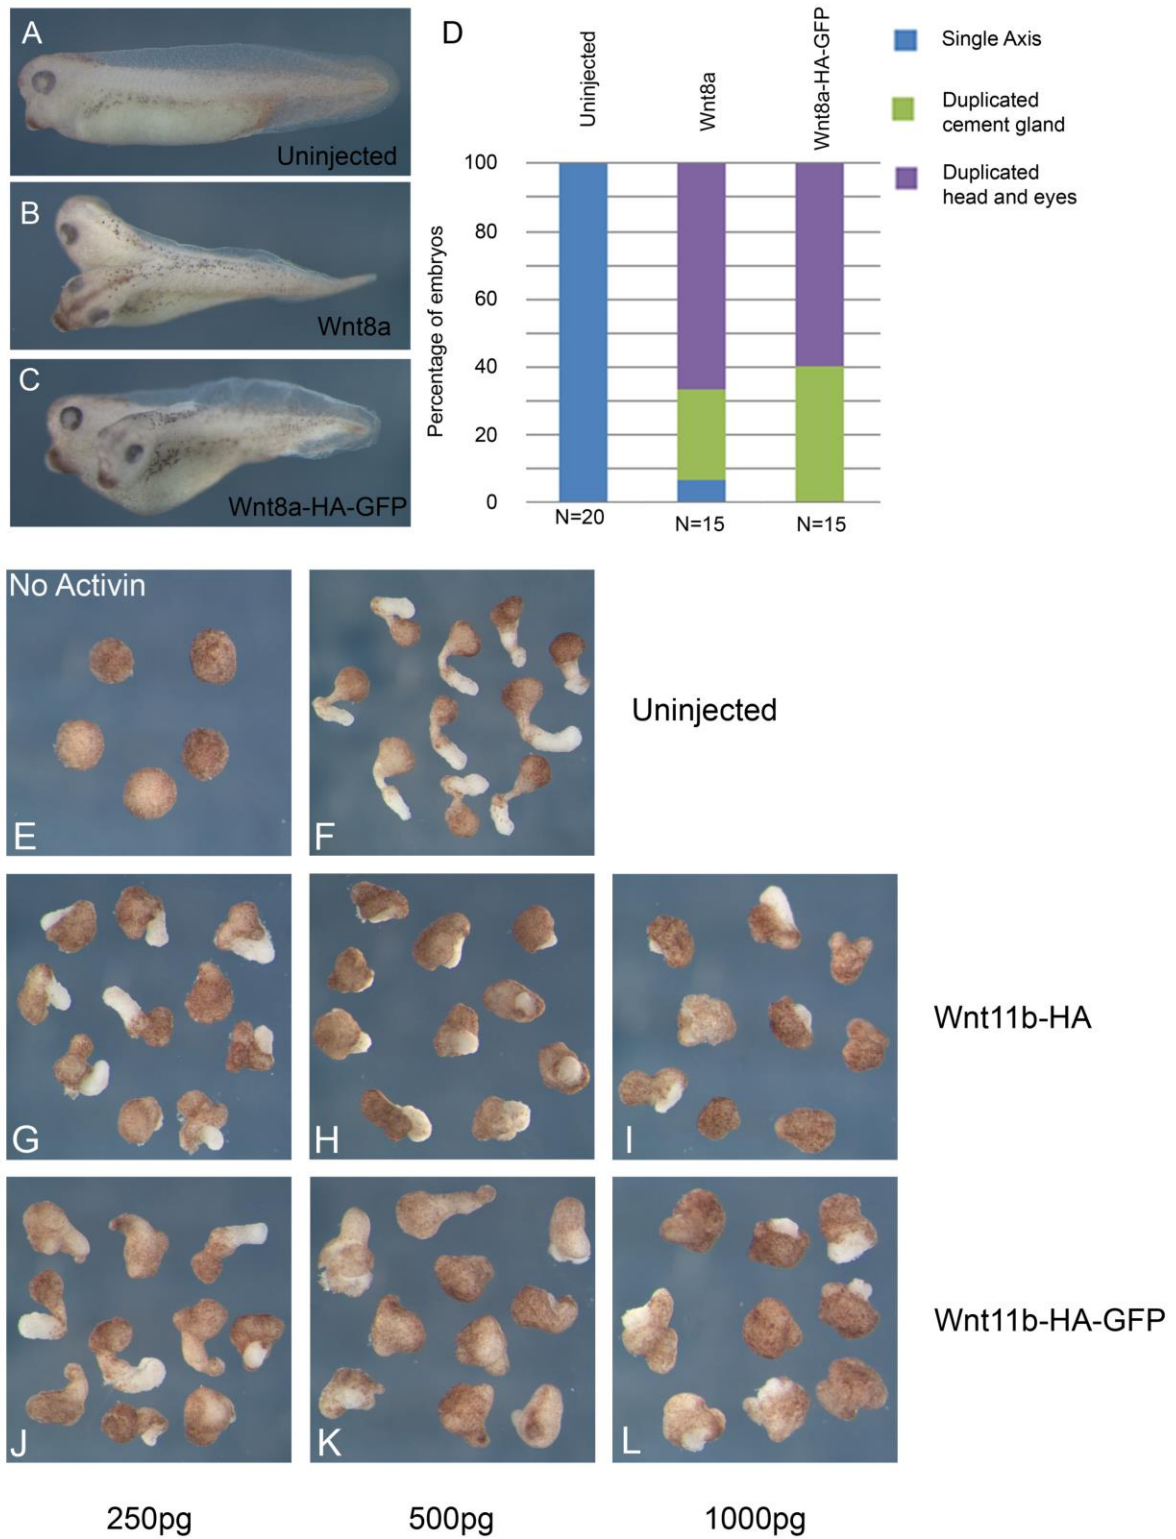 A
Uninjected
B
Wnt8a
C
Wnt8a-HA-GFP
D
Uninjected
Wnt8a
Wnt8a-HA-GFP
Single Axis
Duplicated
cement gland
Duplicated
head and eyes
Percentage of embryos
100
80
60
40
20
0
N=20
N=15
N=15
No Activin
E
F
Uninjected
G
H
I
Wnt11b-HA
J
K
L
Wnt11b-HA-GFP
250pg
500pg
1000pg